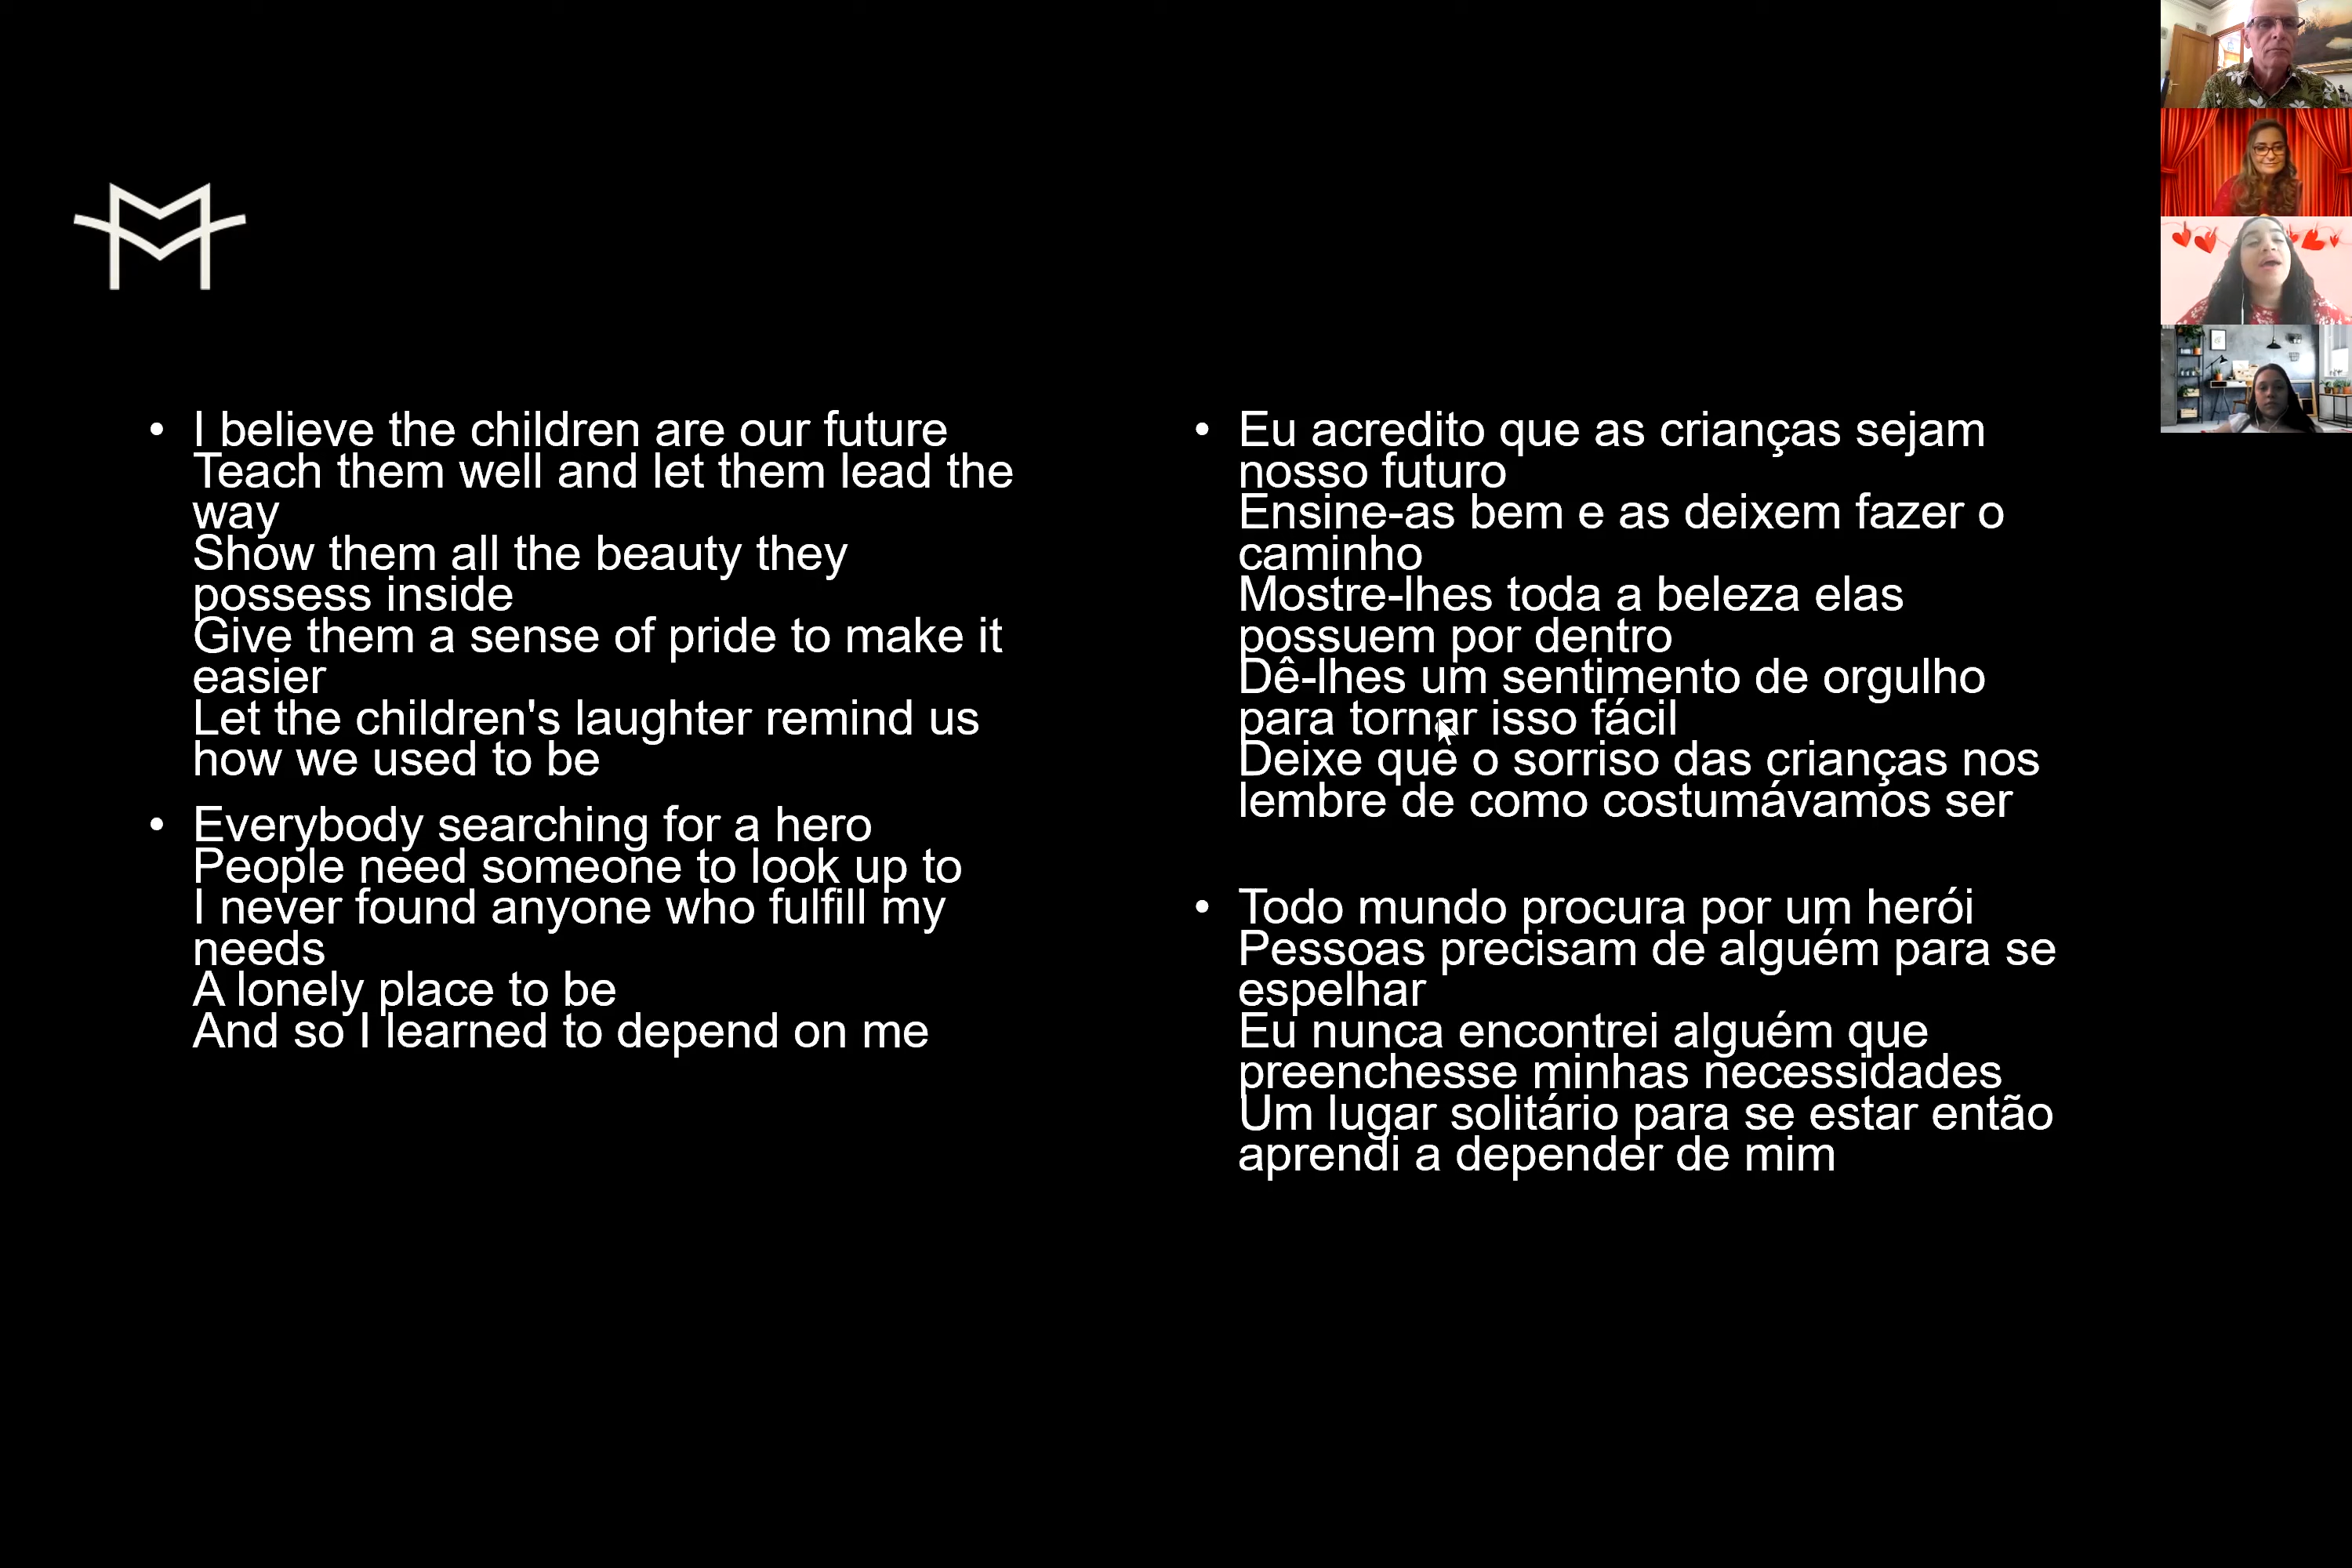 I believe the children are our future
Teach them well and let them lead the
way
Show them all the beauty they
possess inside
Give them a sense of pride to make it
easier
Let the children's laughter remind us
how we used to be
Everybody searching for a hero
People need someone to look up to
I never found anyone who fulfill my
needs
A lonely place to be
And so I learned to depend on me
Eu acredito que as crianças sejam
nosso futuro
Ensine-as bem e as deixem fazer o
caminho
Mostre-lhes toda a beleza elas
possuem por dentro
Dê-lhes um sentimento de orgulho
para tornar isso fácil
Deixe que o sorriso das crianças nos
lembre de como costumávamos ser
Todo mundo procura por um herói
Pessoas precisam de alguém para se
espelhar
Eu nunca encontrei alguém que
preenchesse minhas necessidades
Um lugar solitário para se estar então
aprendi a depender de mim